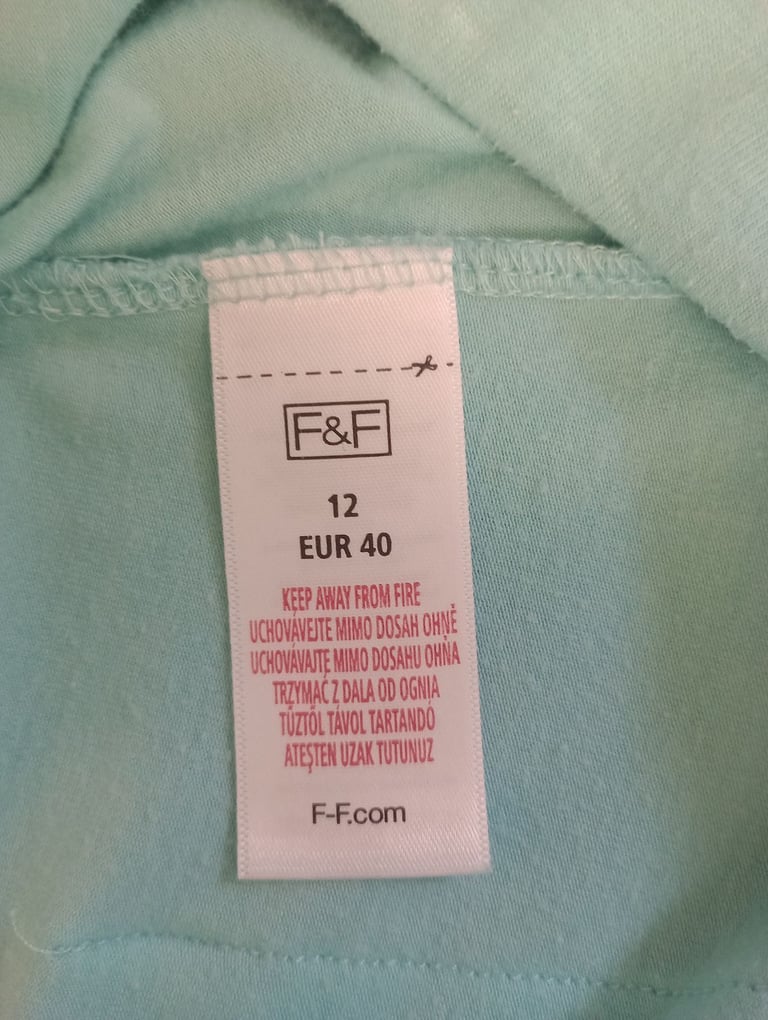 F&F
12
EUR 40
KEEP AWAY FROM FIRE
UCHOVÁVEJTE MIMO DOSAH OHNĚ
UCHOVÁVAJTE MIMO DOSAHU OHŇA
TRZYMAĆ Z DALA OD OGNIA
TŰZTŐL TÁVOL TARTANDÓ
ATEŞTEN UZAK TUTUNUZ
F-F.com